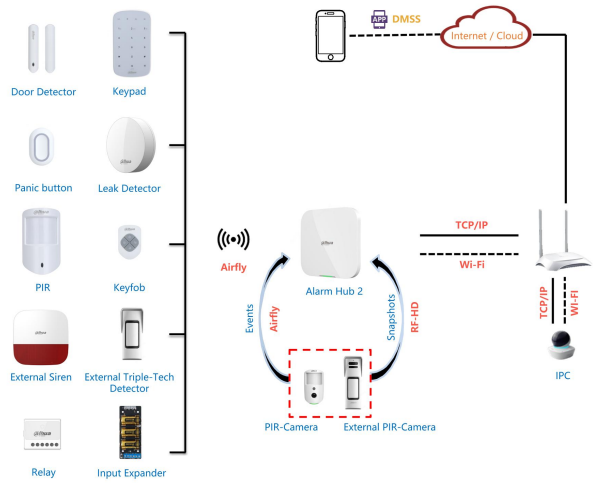 APP DMSS
Internet / Cloud
Door Detector
Keypad
Panic button
Leak Detector
PIR
Keyfob
External Siren
External Triple-Tech
Detector
Relay
Input Expander
Airfly
alhua
Alarm Hub 2
TCP/IP
Wi-Fi
TCP/IP
WI-FI
IPC
Events
Airfly
Snapshots
RF-HD
PIR-Camera
External PIR-Camera